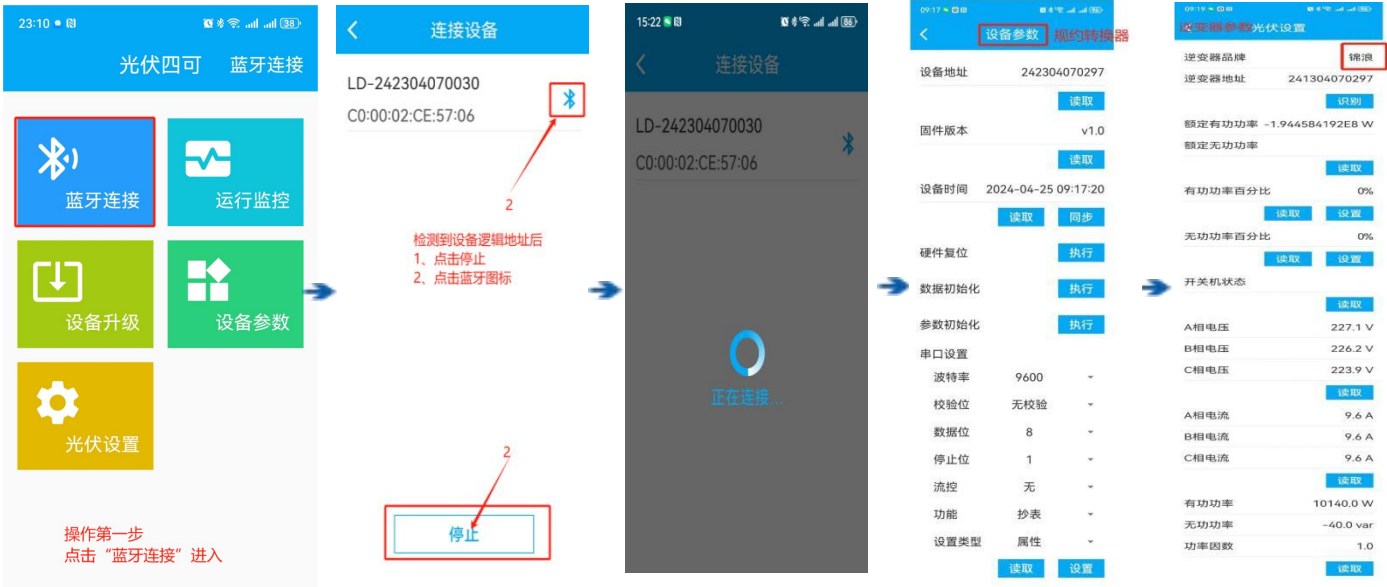 23:10
38
光伏四可
蓝牙连接
蓝牙连接
运行监控
设备升级
设备参数
光伏设置
操作第一步
点击“蓝牙连接”进入
连接设备
LD-242304070030
C0:00:02:CE:57:06
2
检测到设备逻辑地址后
1、点击停止
2、点击蓝牙图标
2
停止
15:22
86
连接设备
LD-242304070030
C0:00:02:CE:57:06
正在连接...
09:17
设备参数 规约转换器
设备地址 242304070297
读取
固件版本 v1.0
读取
设备时间 2024-04-25 09:17:20
读取 同步
硬件复位 执行
数据初始化 执行
参数初始化 执行
串口设置
波特率 9600
校验位 无校验
数据位 8
停止位 1
流控 无
功能 抄表
设置类型 属性
读取 设置
09:19
逆变器参数 光伏设置
逆变器品牌 锦浪
逆变器地址 241304070297
识别
额定有功功率 -1.944584192E8 W
额定无功功率
读取
有功功率百分比 0%
读取 设置
无功功率百分比 0%
读取 设置
开关机状态
读取
A相电压 227.1 V
B相电压 226.2 V
C相电压 223.9 V
读取
A相电流 9.6 A
B相电流 9.6 A
C相电流 9.6 A
读取
有功功率 10140.0 W
无功功率 -40.0 var
功率因数 1.0
读取